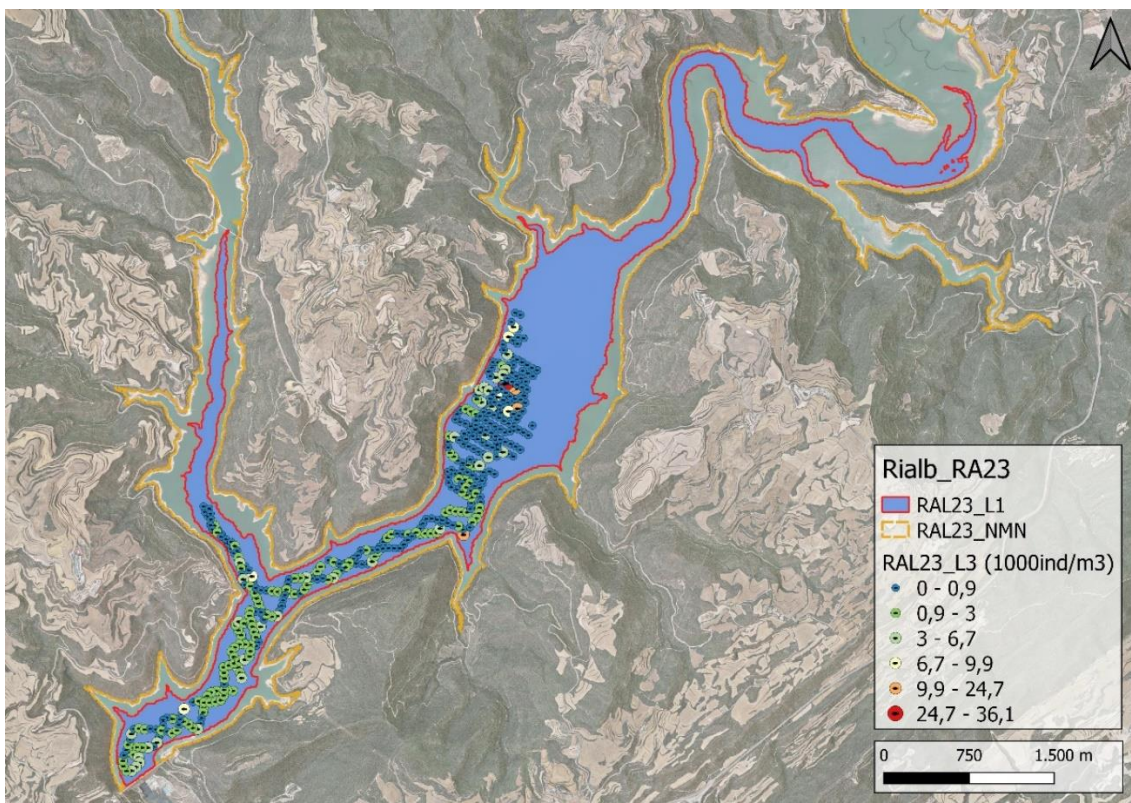 Rialb_RA23
RAL23_L1
RAL23_NMN
RAL23_L3 (1000ind/m3)
0 - 0,9
0,9 - 3
3 - 6,7
6,7 - 9,9
9,9 - 24,7
24,7 - 36,1
0 750 1.500 m